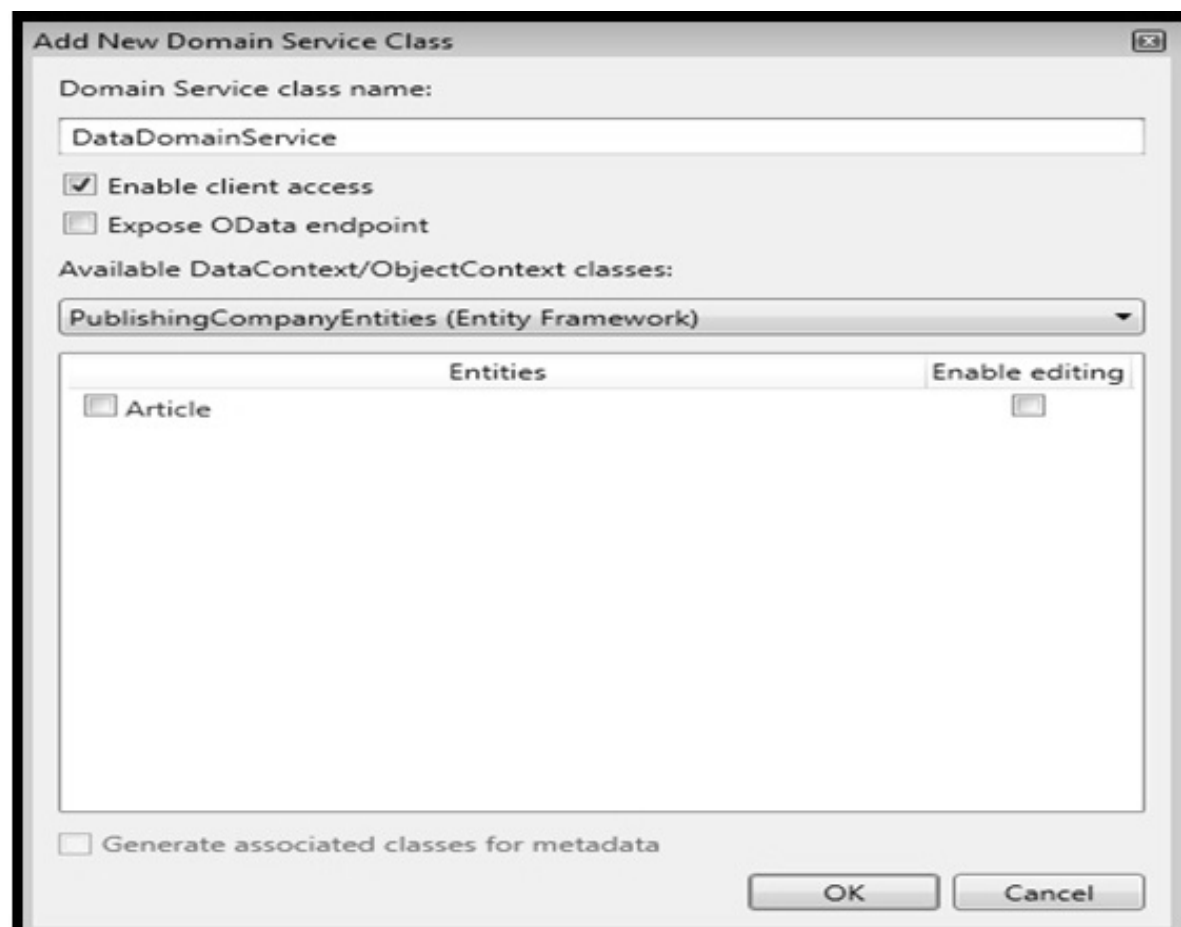 Add New Domain Service Class
Domain Service class name:
DataDomainService
Enable client access
Expose OData endpoint
Available DataContext/ObjectContext classes:
PublishingCompanyEntities (Entity Framework)
Entities Enable editing
Article
Generate associated classes for metadata
OK Cancel